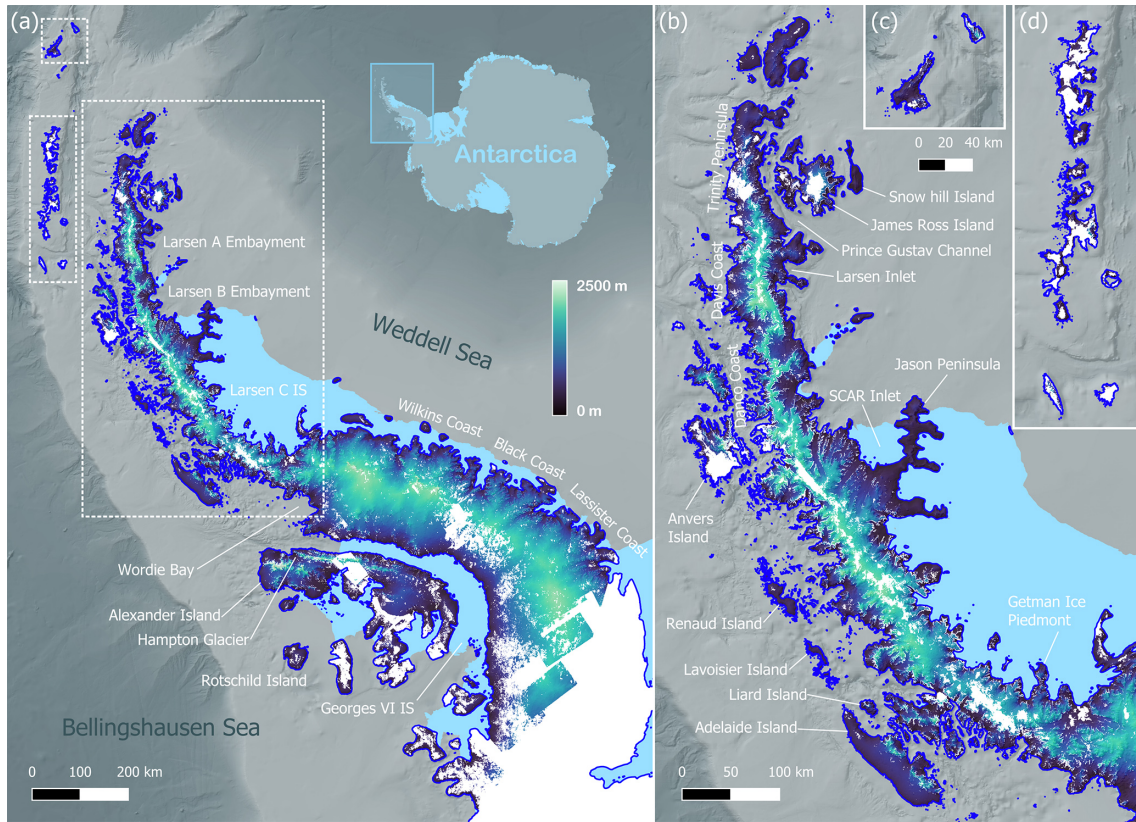 (a)
Antarctica
Larsen A Embayment
Larsen B Embayment
2500 m
0 m
Weddell Sea
Larsen C IS
Wilkins Coast
Black Coast
Lassister Coast
Wordie Bay
Alexander Island
Hampton Glacier
Rotschild Island
Georges VI IS
Bellingshausen Sea
0 100 200 km
(b)
Trinity Peninsula
Snow hill Island
James Ross Island
Prince Gustav Channel
Larsen Inlet
Davis Coast
Danco Coast
Jason Peninsula
SCAR Inlet
Anvers
Island
Renaud Island
Getman Ice
Piedmont
Lavoisier Island
Liard Island
Adelaide Island
0 50 100 km
(c)
0 20 40 km
(d)